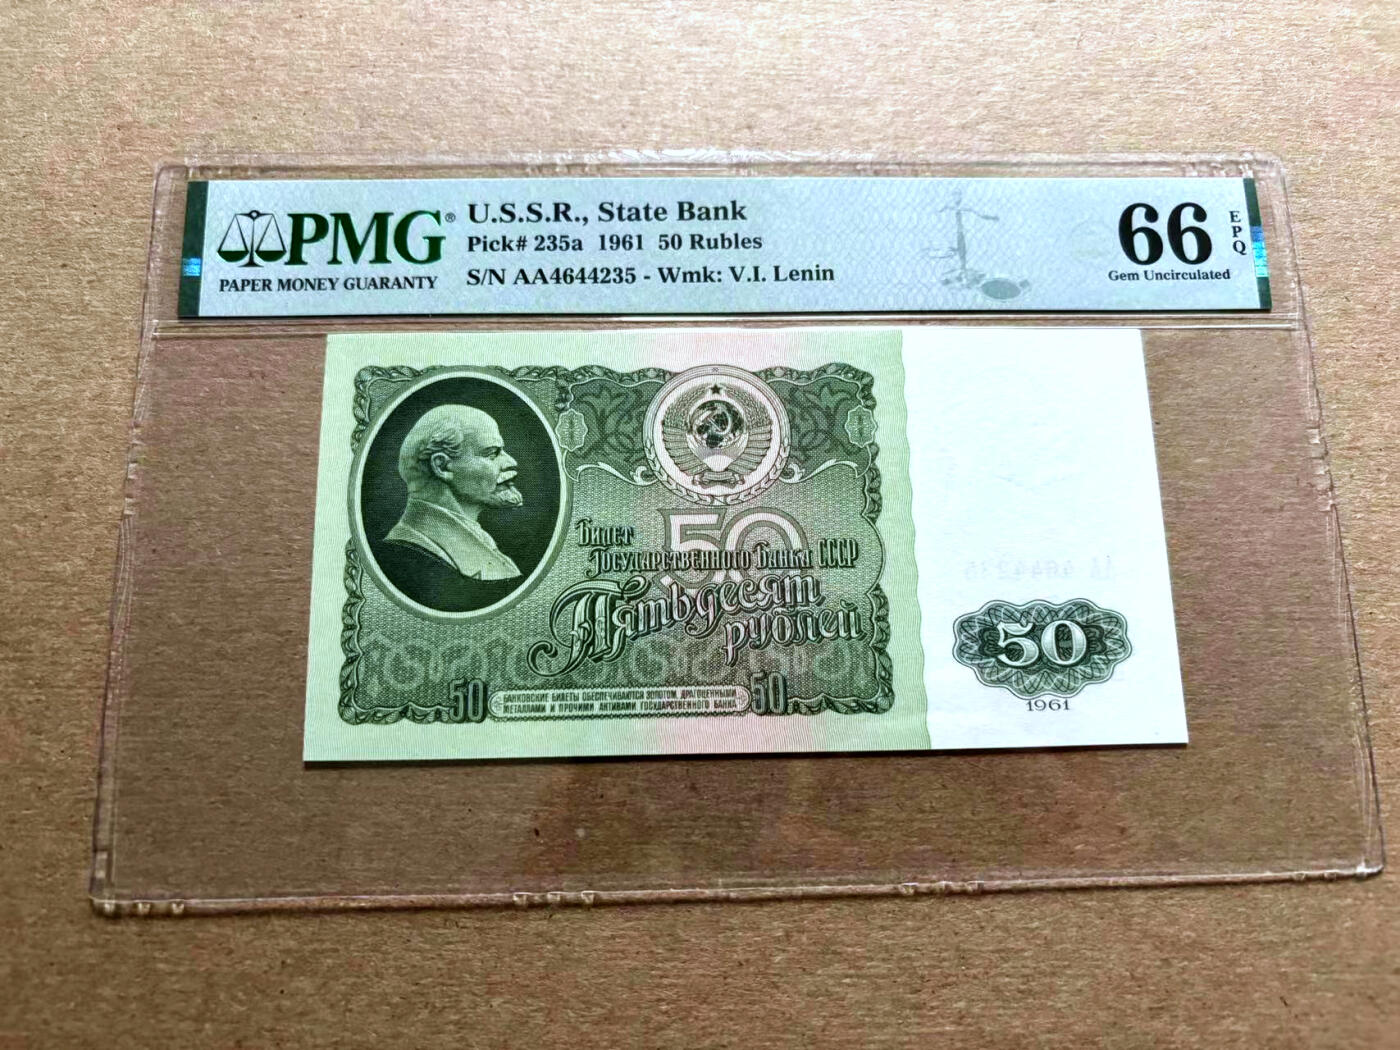 PMG®
PAPER MONEY GUARANTY
U.S.S.R., State Bank
Pick# 235a 1961 50 Rubles
S/N AA4644235 - Wmk: V.I. Lenin
66 EPQ
Gem Uncirculated
50
Билет
Государственного Банка СССР
Пятьдесят
рублей
50
БАНКОВСКИЕ БИЛЕТЫ ОБЕСПЕЧИВАЮТСЯ ЗОЛОТОМ, ДРАГОЦЕННЫМИ
МЕТАЛЛАМИ И ПРОЧИМИ АКТИВАМИ ГОСУДАРСТВЕННОГО БАНКА
50
АА 4644235
50
1961